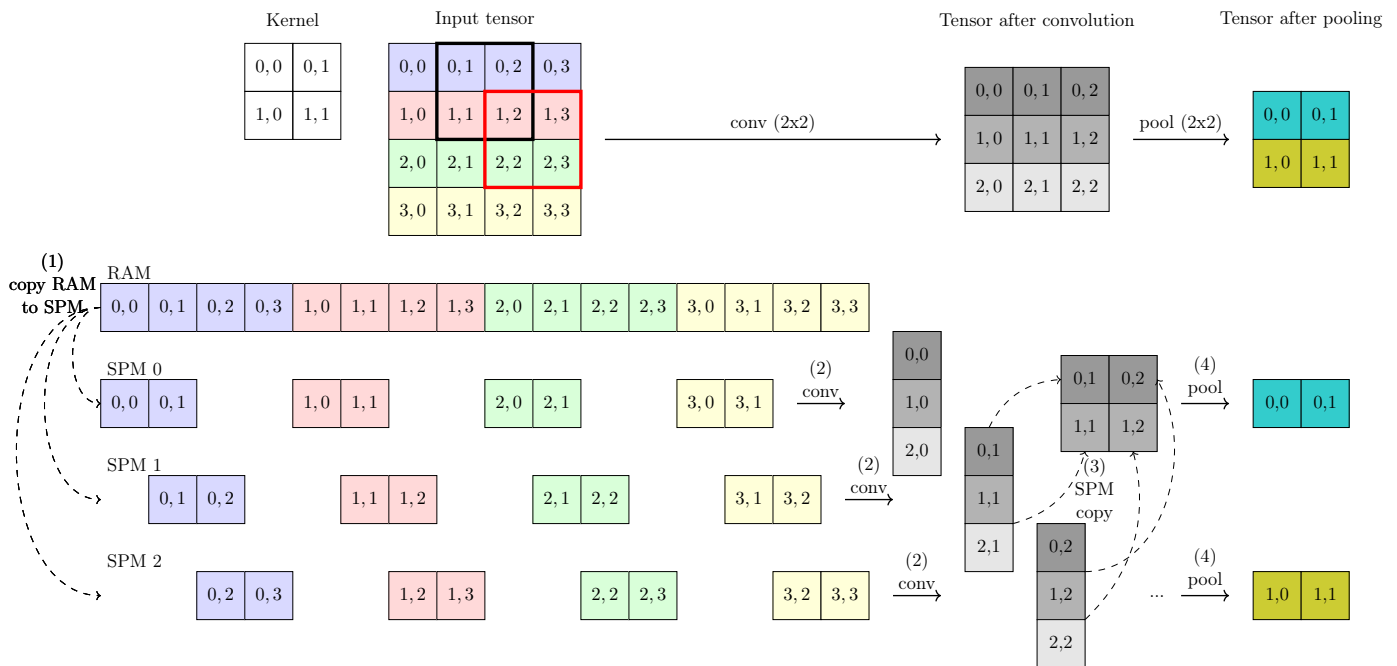 Kernel
Input tensor
Tensor after convolution
Tensor after pooling
0, 0 0, 1
1, 0 1, 1
0, 0 0, 1 0, 2 0, 3
1, 0 1, 1 1, 2 1, 3
2, 0 2, 1 2, 2 2, 3
3, 0 3, 1 3, 2 3, 3
conv (2x2)
0, 0 0, 1 0, 2
1, 0 1, 1 1, 2
2, 0 2, 1 2, 2
pool (2x2)
0, 0 0, 1
1, 0 1, 1
(1)
copy RAM
to SPM
RAM
0, 0 0, 1 0, 2 0, 3 1, 0 1, 1 1, 2 1, 3 2, 0 2, 1 2, 2 2, 3 3, 0 3, 1 3, 2 3, 3
SPM 0
0, 0 0, 1 1, 0 1, 1 2, 0 2, 1 3, 0 3, 1
(2)
conv
0,0
1,0
2,0
0,1 0,2
1,1 1,2
(4)
pool
0,0 0,1
SPM 1
0, 1 0, 2 1, 1 1, 2 2, 1 2, 2 3, 1 3, 2
(2)
conv
0,1
1,1
2,1
(3)
SPM
copy
SPM 2
0, 2 0, 3 1, 2 1, 3 2, 2 2, 3 3, 2 3, 3
(2)
conv
0,2
1,2
2,2
...
(4)
pool
1,0 1,1